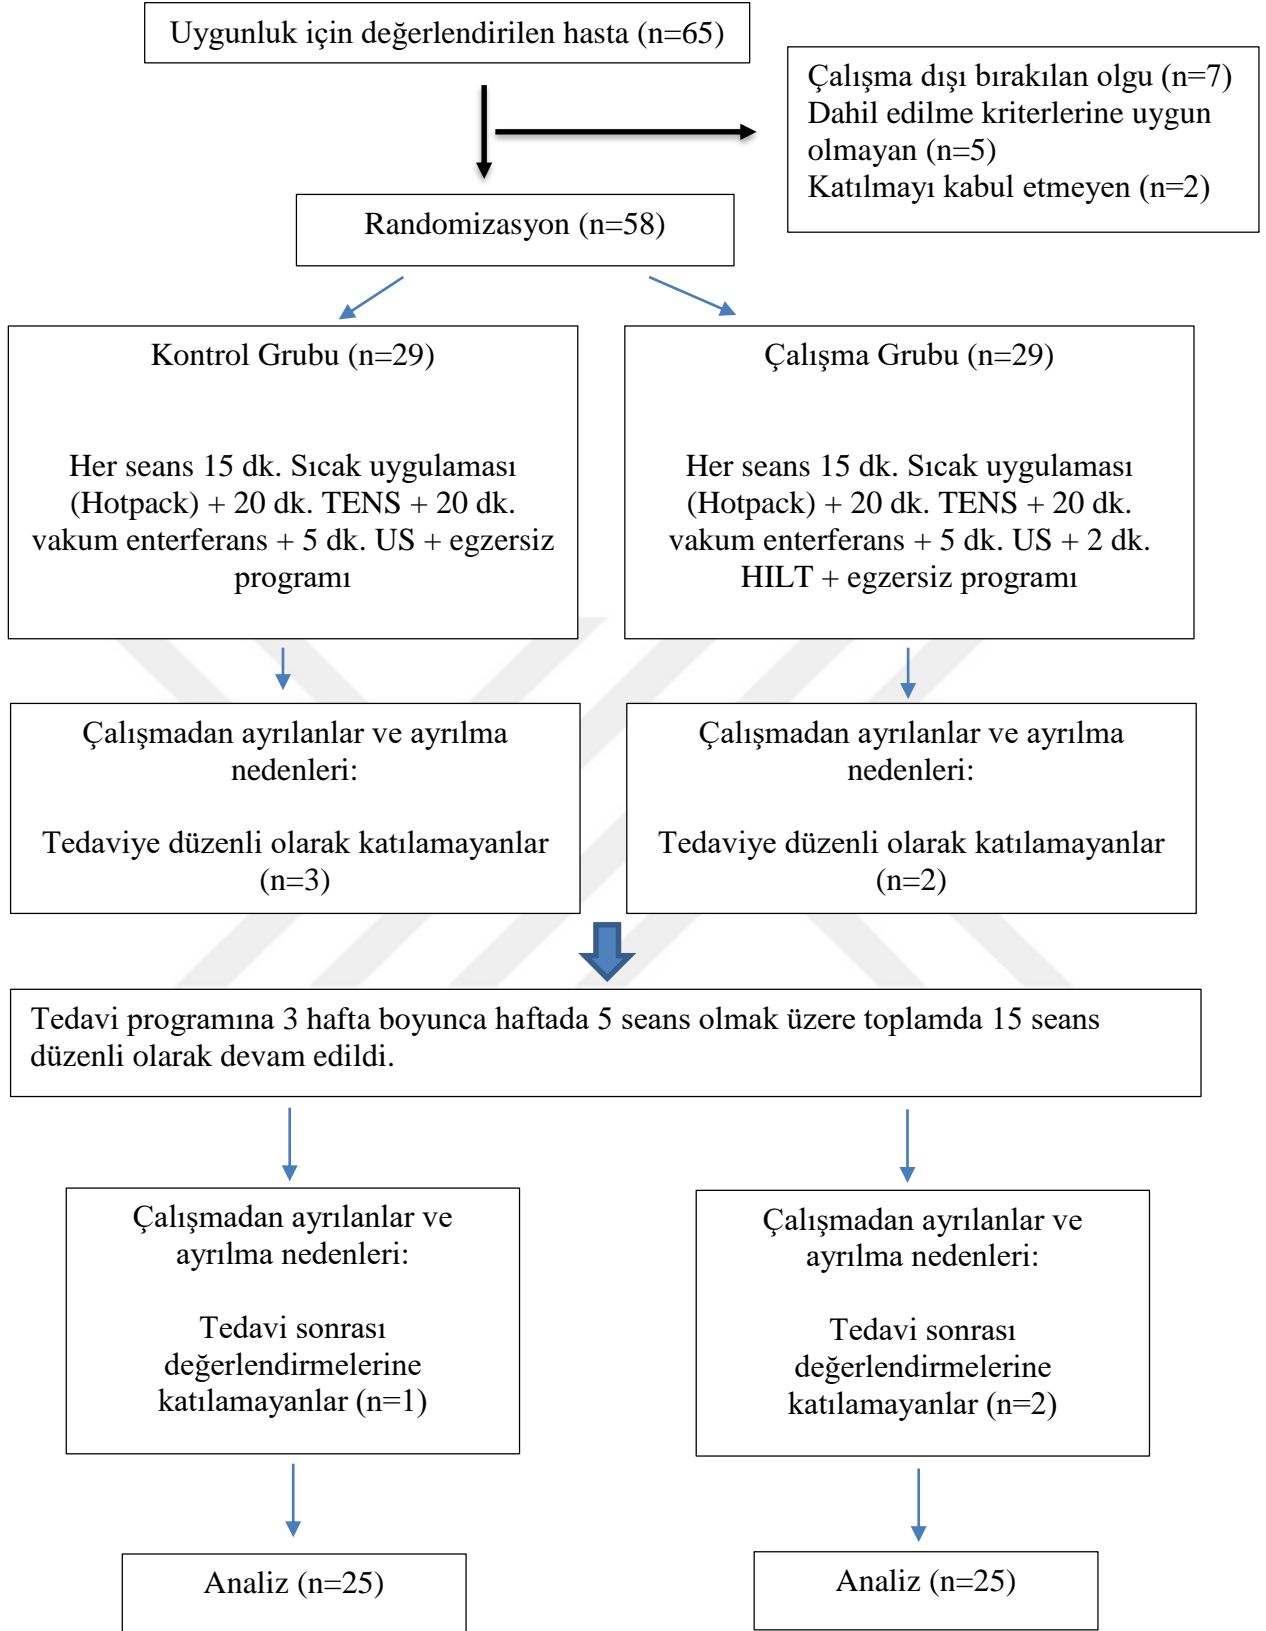 Uygunluk için değerlendirilen hasta (n=65)
Çalışma dışı bırakılan olgu (n=7)
Dahil edilme kriterlerine uygun
olmayan (n=5)
Katılmayı kabul etmeyen (n=2)
Randomizasyon (n=58)
Kontrol Grubu (n=29)
Her seans 15 dk. Sıcak uygulaması
(Hotpack) + 20 dk. TENS + 20 dk.
vakum enterferans + 5 dk. US + egzersiz
programı
Çalışma Grubu (n=29)
Her seans 15 dk. Sıcak uygulaması
(Hotpack) + 20 dk. TENS + 20 dk.
vakum enterferans + 5 dk. US + 2 dk.
HILT + egzersiz programı
Çalışmadan ayrılanlar ve ayrılma
nedenleri:
Tedaviye düzenli olarak katılamayanlar
(n=3)
Çalışmadan ayrılanlar ve ayrılma
nedenleri:
Tedaviye düzenli olarak katılamayanlar
(n=2)
Tedavi programına 3 hafta boyunca haftada 5 seans olmak üzere toplamda 15 seans
düzenli olarak devam edildi.
Çalışmadan ayrılanlar ve
ayrılma nedenleri:
Tedavi sonrası
değerlendirmelerine
katılamayanlar (n=1)
Çalışmadan ayrılanlar ve
ayrılma nedenleri:
Tedavi sonrası
değerlendirmelerine
katılamayanlar (n=2)
Analiz (n=25)
Analiz (n=25)